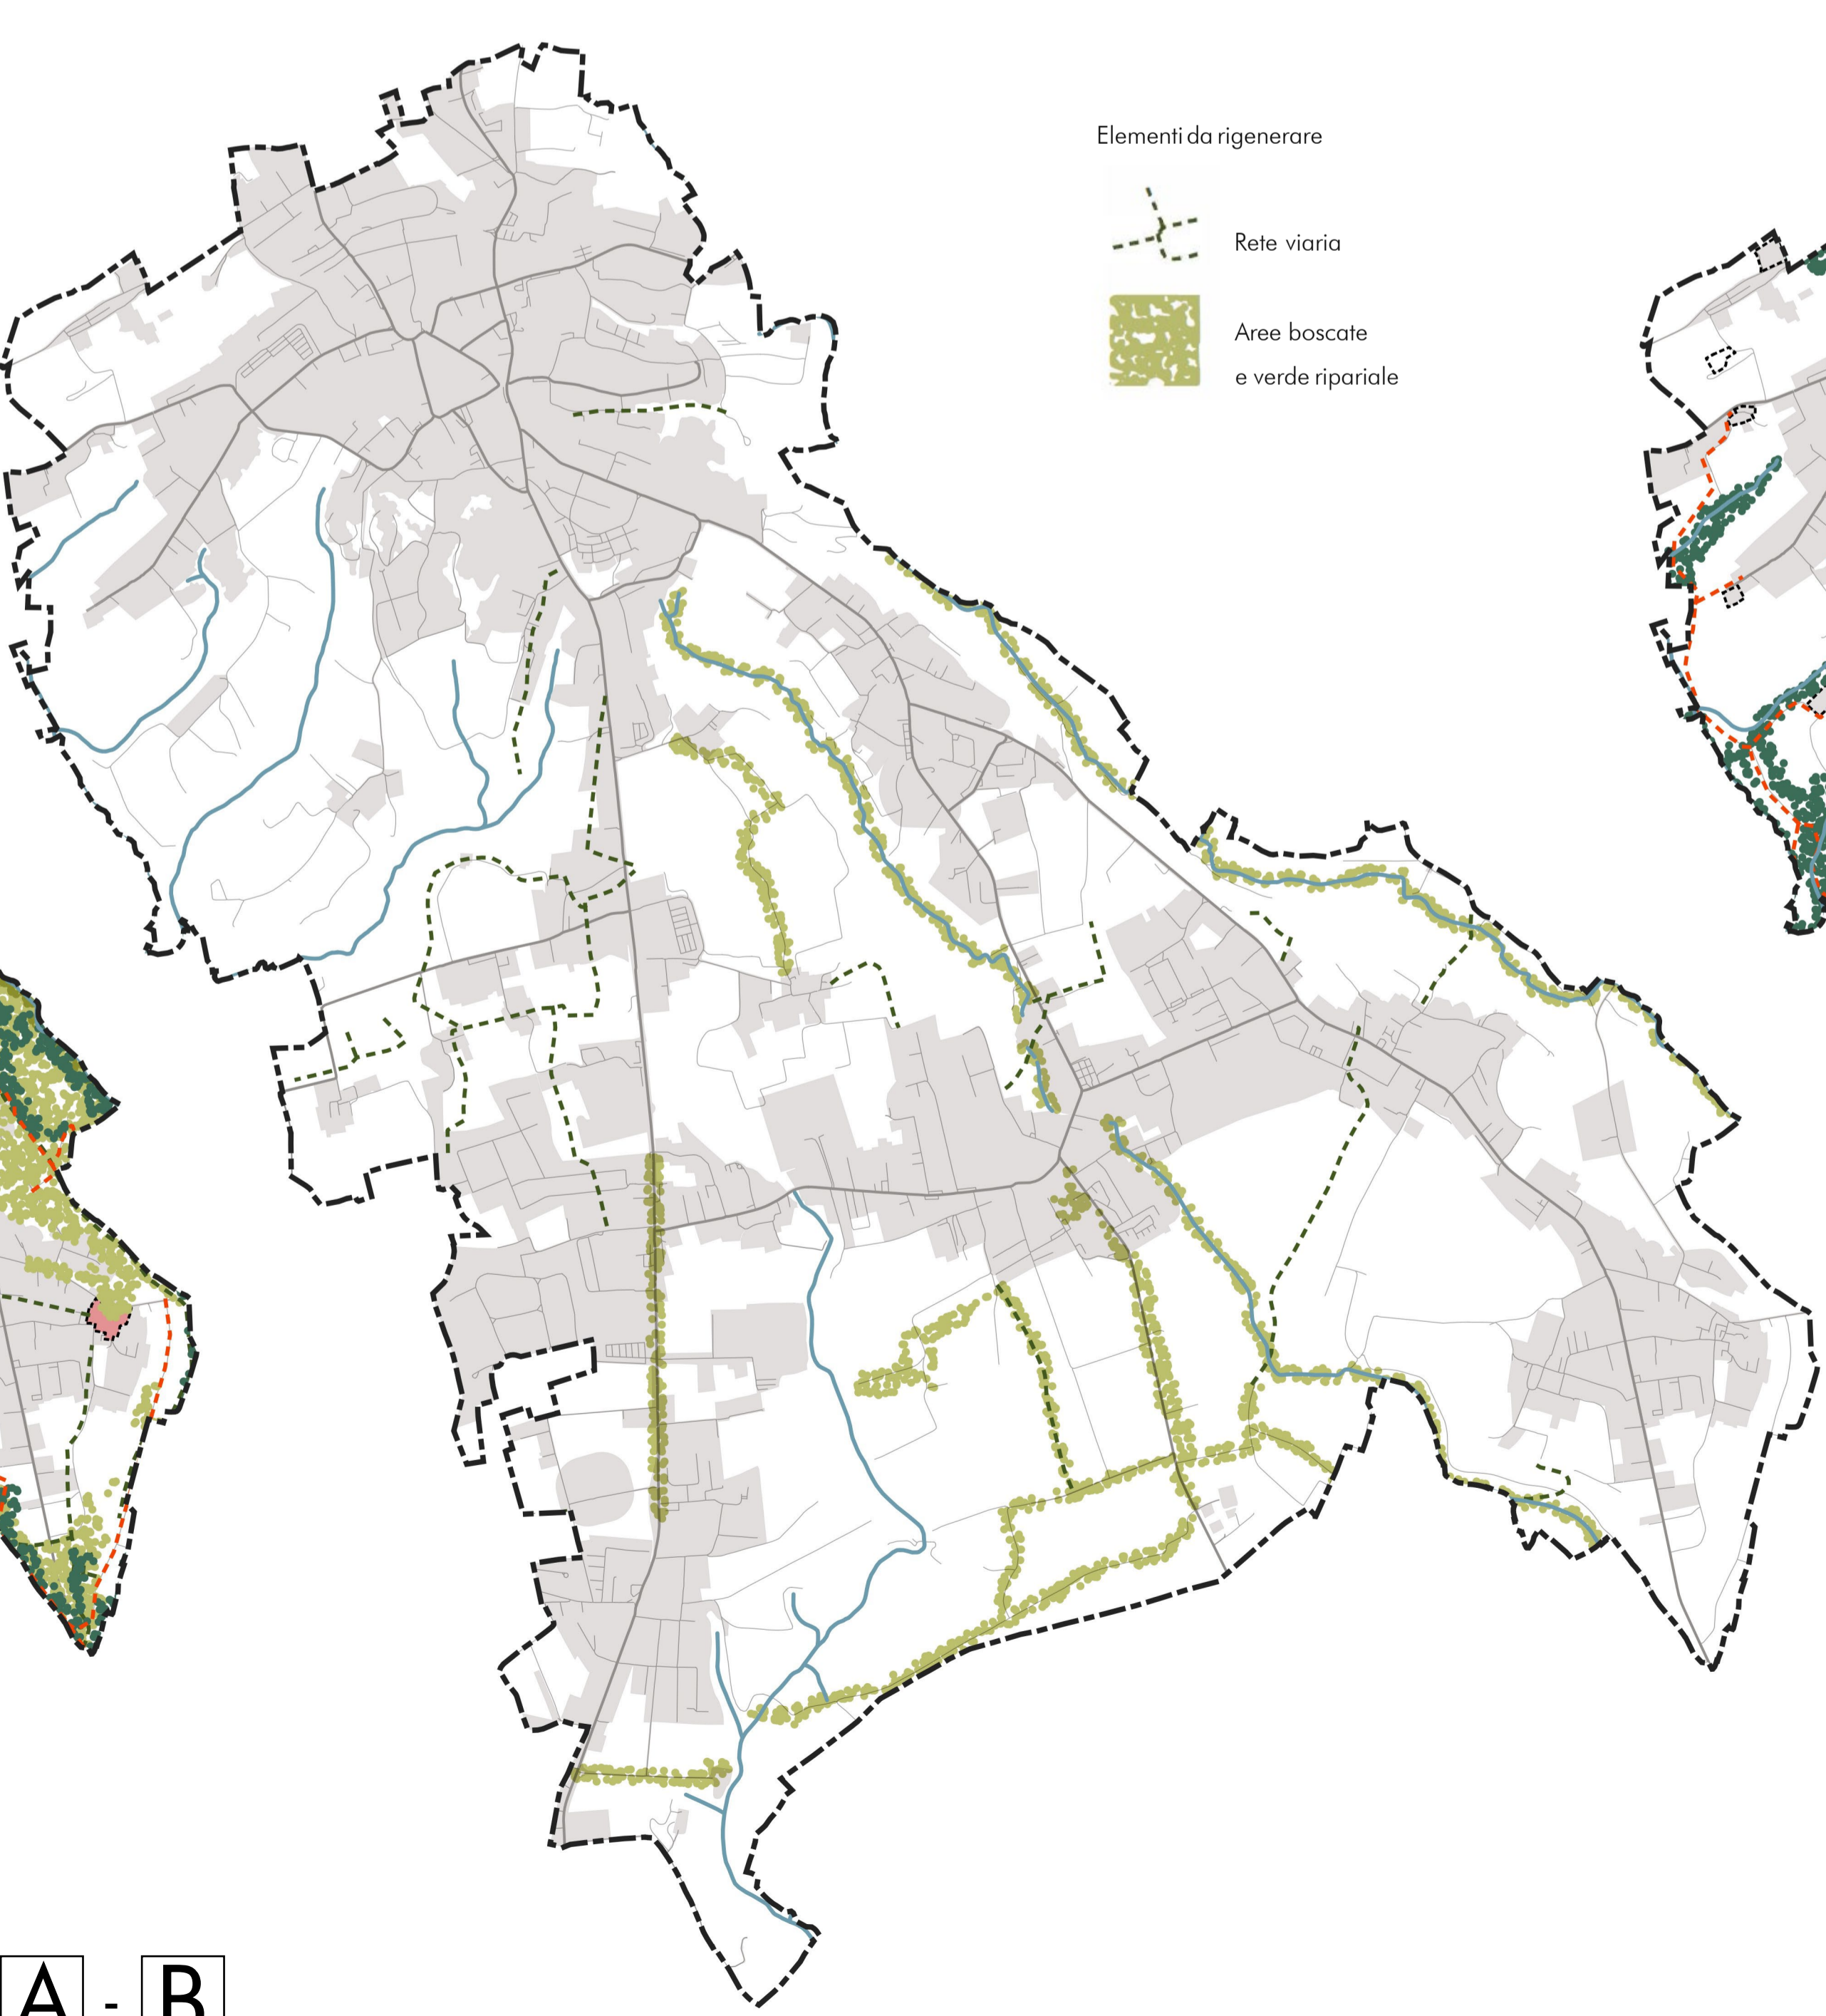 Elementi da rigenerare
Rete viaria
Aree boscate
e verde ripariale
A - B